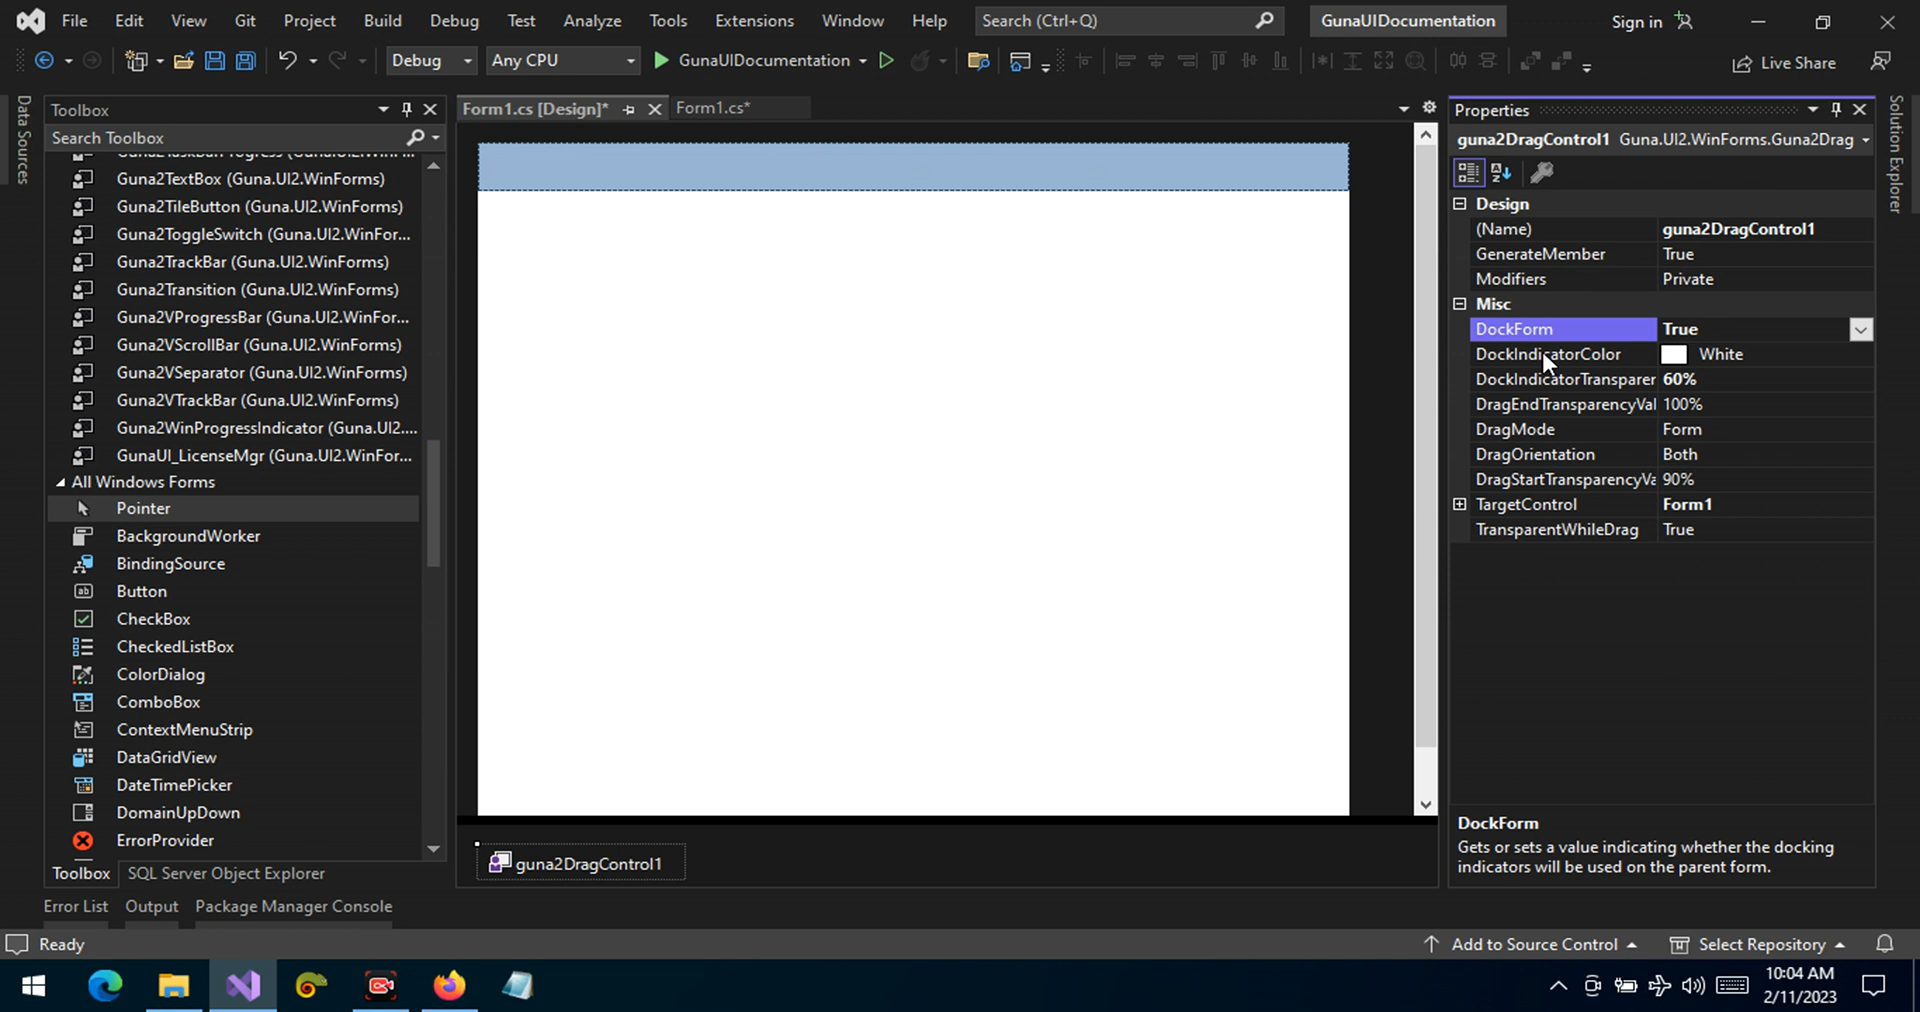 File Edit View Git Project Build Debug Test Analyze Tools Extensions Window Help Search (Ctrl+Q) GunaUIDocumentation Sign in
Debug Any CPU GunaUIDocumentation Live Share
Data Sources
Toolbox
Search Toolbox
Guna2TextBox (Guna.UI2.WinForms)
Guna2TileButton (Guna.UI2.WinForms)
Guna2ToggleSwitch (Guna.UI2.WinFor...
Guna2TrackBar (Guna.UI2.WinForms)
Guna2Transition (Guna.UI2.WinForms)
Guna2VProgressBar (Guna.UI2.WinFor...
Guna2VScrollBar (Guna.UI2.WinForms)
Guna2VSeparator (Guna.UI2.WinForms)
Guna2VTrackBar (Guna.UI2.WinForms)
Guna2WinProgressIndicator (Guna.UI2....
GunaUI_LicenseMgr (Guna.UI2.WinFor...
All Windows Forms
Pointer
BackgroundWorker
BindingSource
Button
CheckBox
CheckedListBox
ColorDialog
ComboBox
ContextMenuStrip
DataGridView
DateTimePicker
DomainUpDown
ErrorProvider
Toolbox SQL Server Object Explorer
Form1.cs [Design]* Form1.cs*
guna2DragControl1
Properties
guna2DragControl1 Guna.UI2.WinForms.Guna2Drag
Design
(Name) guna2DragControl1
GenerateMember True
Modifiers Private
Misc
DockForm True
DockIndicatorColor White
DockIndicatorTransparer 60%
DragEndTransparencyVal 100%
DragMode Form
DragOrientation Both
DragStartTransparencyVa 90%
TargetControl Form1
TransparentWhileDrag True
DockForm
Gets or sets a value indicating whether the docking
indicators will be used on the parent form.
Solution Explorer
Error List Output Package Manager Console
Ready Add to Source Control Select Repository
10:04 AM
2/11/2023